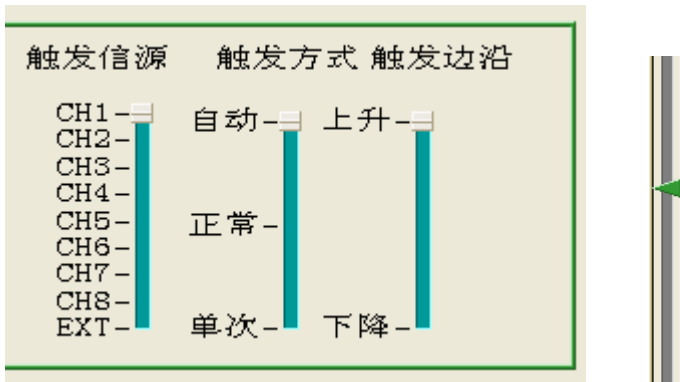 触发信源 触发方式 触发边沿
CH1 自动 上升
CH2
CH3
CH4
CH5 正常
CH6
CH7
CH8
EXT 单次 下降